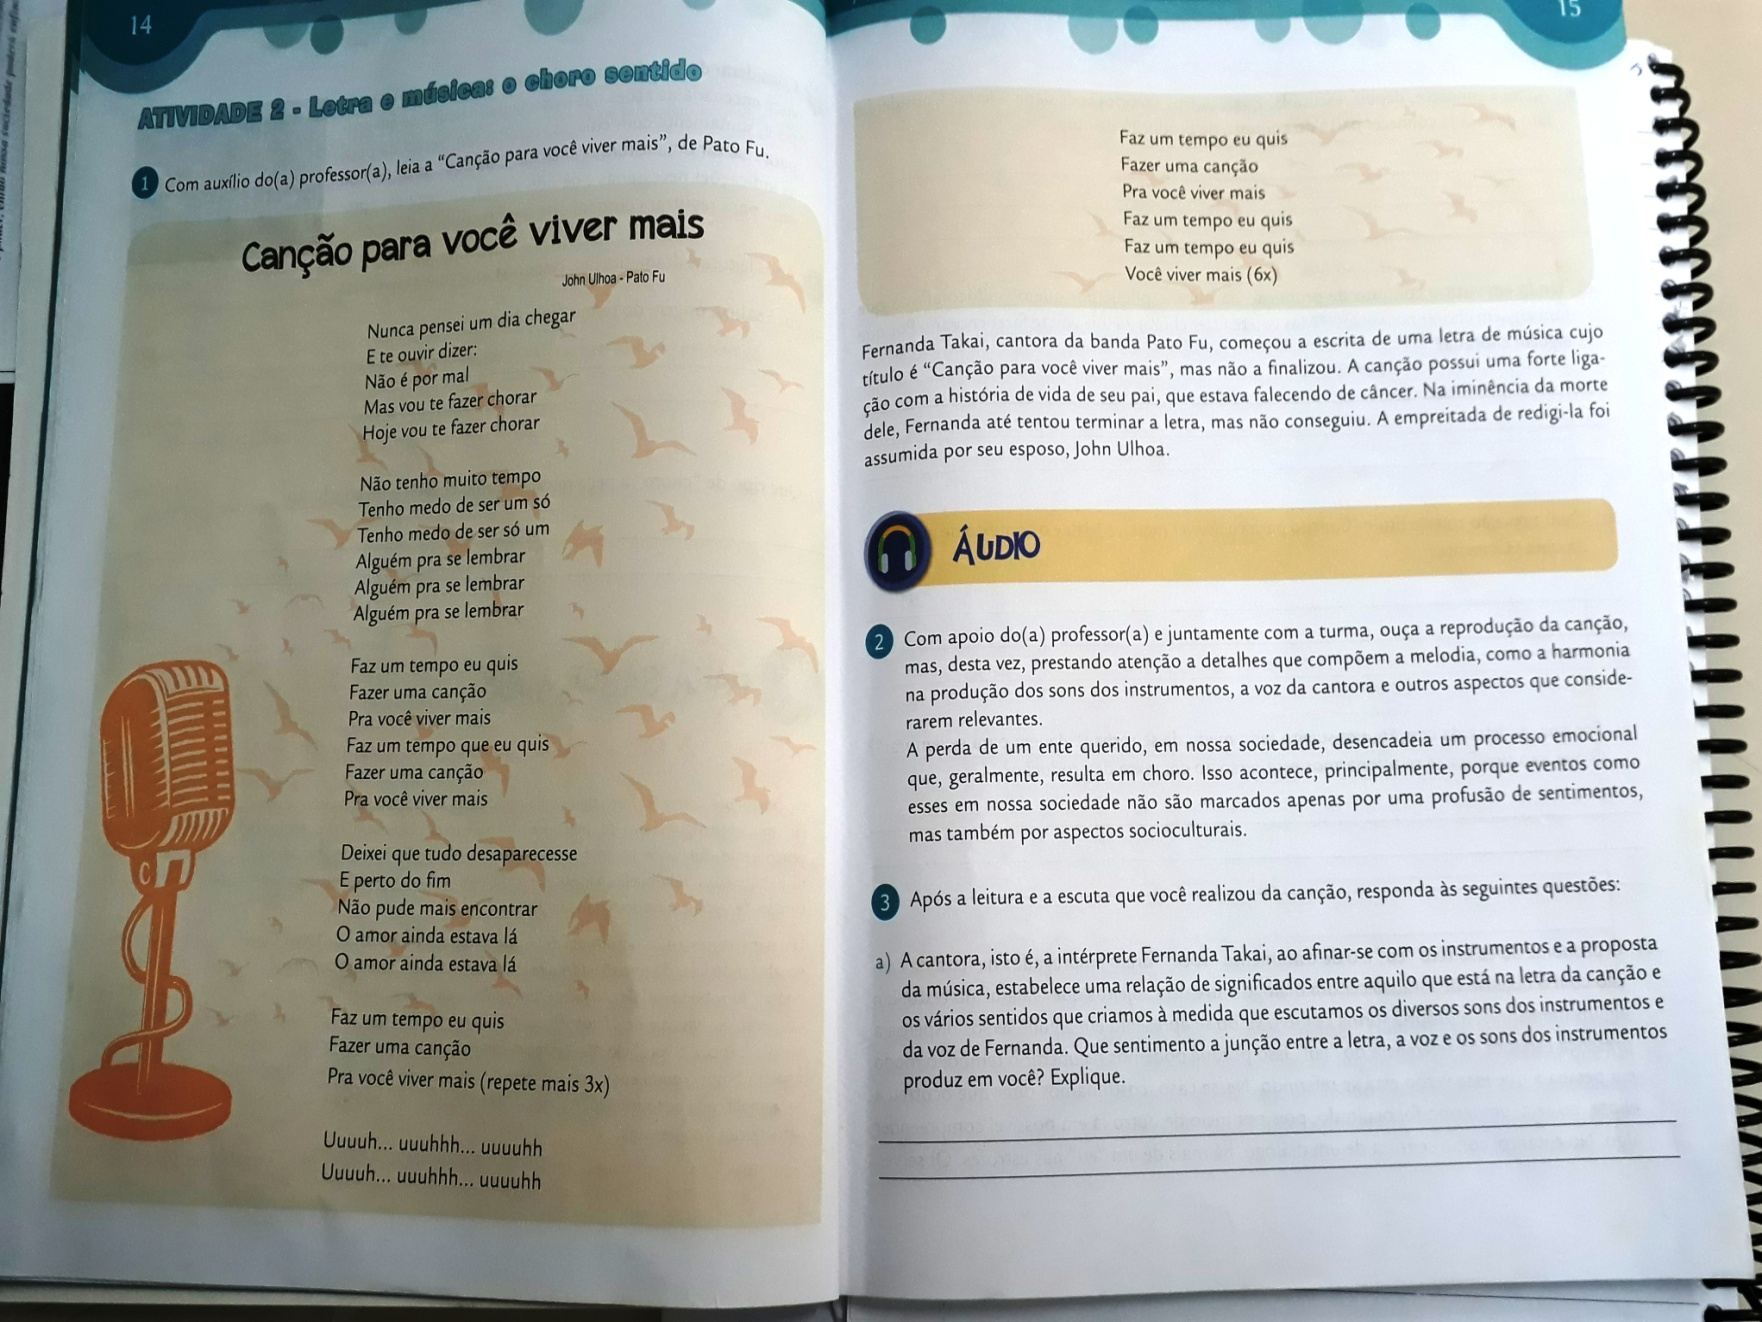 14
ATIVIDADE 2 - Letra e música: o choro sentido
1 Com auxílio do(a) professor(a), leia a “Canção para você viver mais”, de Pato Fu.
Canção para você viver mais
John Ulhoa - Pato Fu
Nunca pensei um dia chegar
E te ouvir dizer:
Não é por mal
Mas vou te fazer chorar
Hoje vou te fazer chorar
Não tenho muito tempo
Tenho medo de ser um só
Tenho medo de ser só um
Alguém pra se lembrar
Alguém pra se lembrar
Alguém pra se lembrar
Faz um tempo eu quis
Fazer uma canção
Pra você viver mais
Faz um tempo que eu quis
Fazer uma canção
Pra você viver mais
Deixei que tudo desaparecesse
E perto do fim
Não pude mais encontrar
O amor ainda estava lá
O amor ainda estava lá
Faz um tempo eu quis
Fazer uma canção
Pra você viver mais (repete mais 3x)
Uuuuh... uuuhhh... uuuuhh
Uuuuh... uuuhhh... uuuuhh
15
Faz um tempo eu quis
Fazer uma canção
Pra você viver mais
Faz um tempo eu quis
Faz um tempo eu quis
Você viver mais (6x)
Fernanda Takai, cantora da banda Pato Fu, começou a escrita de uma letra de música cujo
título é “Canção para você viver mais”, mas não a finalizou. A canção possui uma forte liga-
ção com a história de vida de seu pai, que estava falecendo de câncer. Na iminência da morte
dele, Fernanda até tentou terminar a letra, mas não conseguiu. A empreitada de redigi-la foi
assumida por seu esposo, John Ulhoa.
ÁUDIO
2 Com apoio do(a) professor(a) e juntamente com a turma, ouça a reprodução da canção,
mas, desta vez, prestando atenção a detalhes que compõem a melodia, como a harmonia
na produção dos sons dos instrumentos, a voz da cantora e outros aspectos que conside-
rarem relevantes.
A perda de um ente querido, em nossa sociedade, desencadeia um processo emocional
que, geralmente, resulta em choro. Isso acontece, principalmente, porque eventos como
esses em nossa sociedade não são marcados apenas por uma profusão de sentimentos,
mas também por aspectos socioculturais.
3 Após a leitura e a escuta que você realizou da canção, responda às seguintes questões:
a) A cantora, isto é, a intérprete Fernanda Takai, ao afinar-se com os instrumentos e a proposta
da música, estabelece uma relação de significados entre aquilo que está na letra da canção e
os vários sentidos que criamos à medida que escutamos os diversos sons dos instrumentos e
da voz de Fernanda. Que sentimento a junção entre a letra, a voz e os sons dos instrumentos
produz em você? Explique.